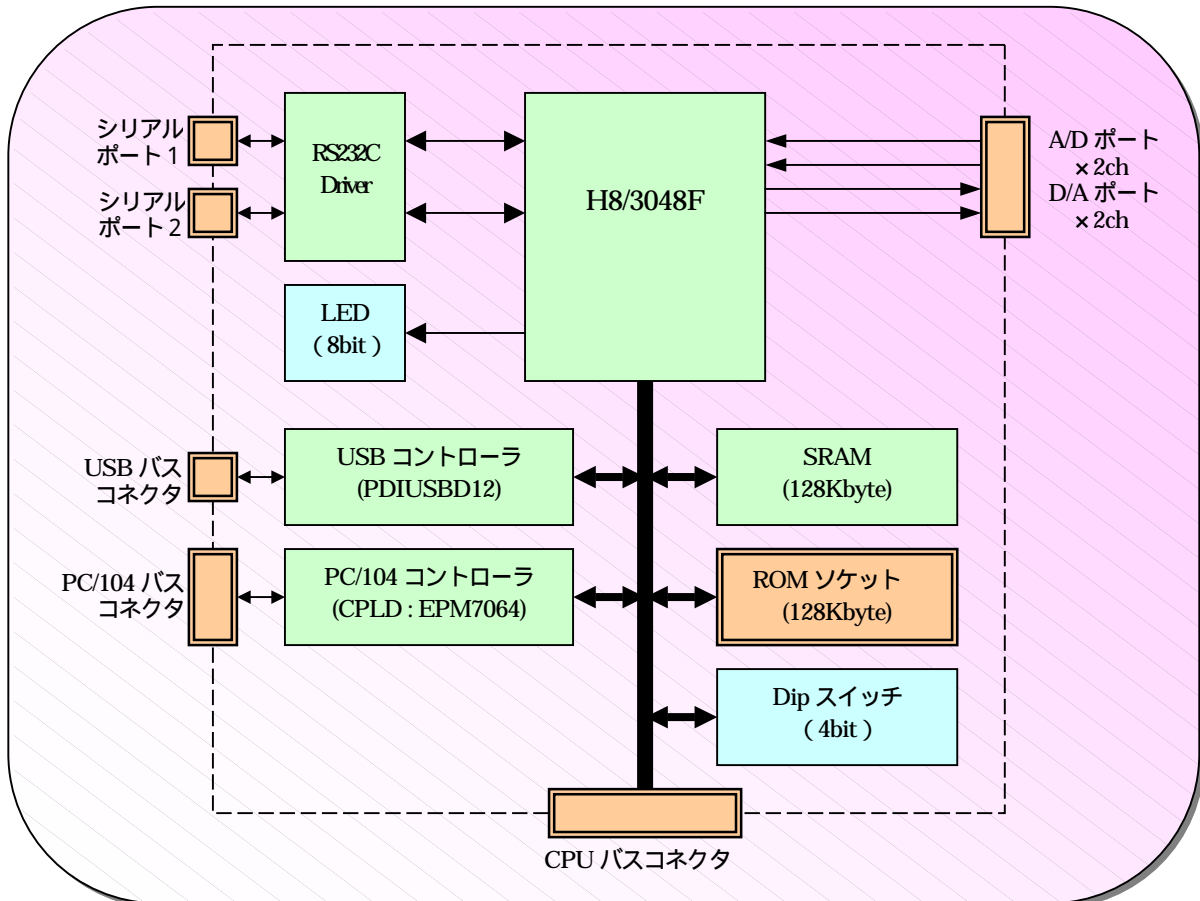 シリアル
ポート 1
シリアル
ポート 2
RS232C
Driver
H8/3048F
A/D ポート
×2ch
D/A ポート
×2ch
LED
(8bit)
USB バス
コネクタ
USB コントローラ
(PDIUSBD12)
SRAM
(128Kbyte)
PC/104 バス
コネクタ
PC/104 コントローラ
(CPLD : EPM7064)
ROM ソケット
(128Kbyte)
Dip スイッチ
(4bit)
CPU バスコネクタ